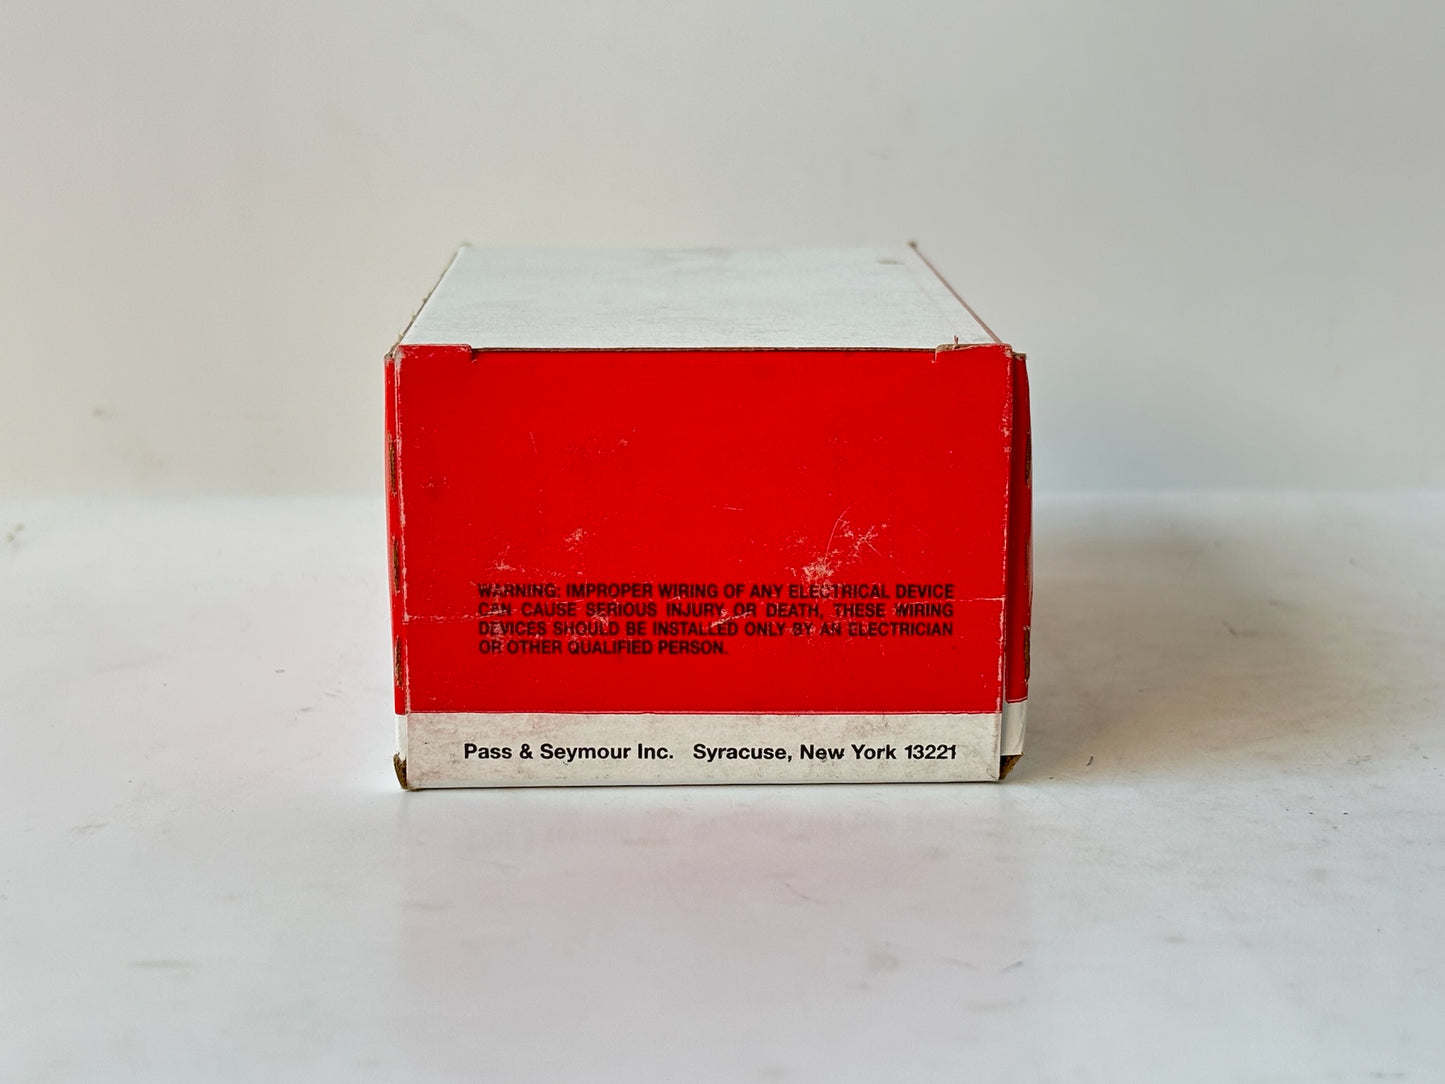 WARNING: IMPROPER WIRING OF ANY ELECTRICAL DEVICE
CAN CAUSE SERIOUS INJURY OR DEATH, THESE WIRING
DEVICES SHOULD BE INSTALLED ONLY BY AN ELECTRICIAN
OR OTHER QUALIFIED PERSON.
Pass & Seymour Inc. Syracuse, New York 13221